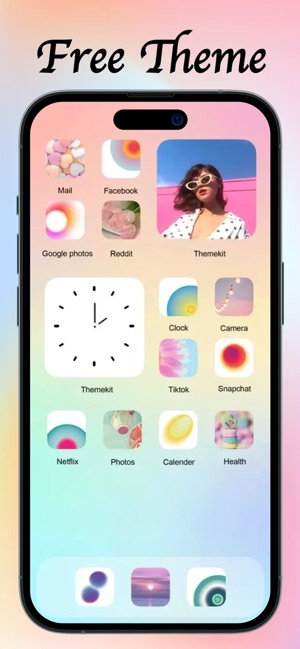 Free Theme
Mail
Facebook
Google photos
Reddit
Themekit
Themekit
Clock
Camera
Tiktok
Snapchat
Netflix
Photos
Calender
Health